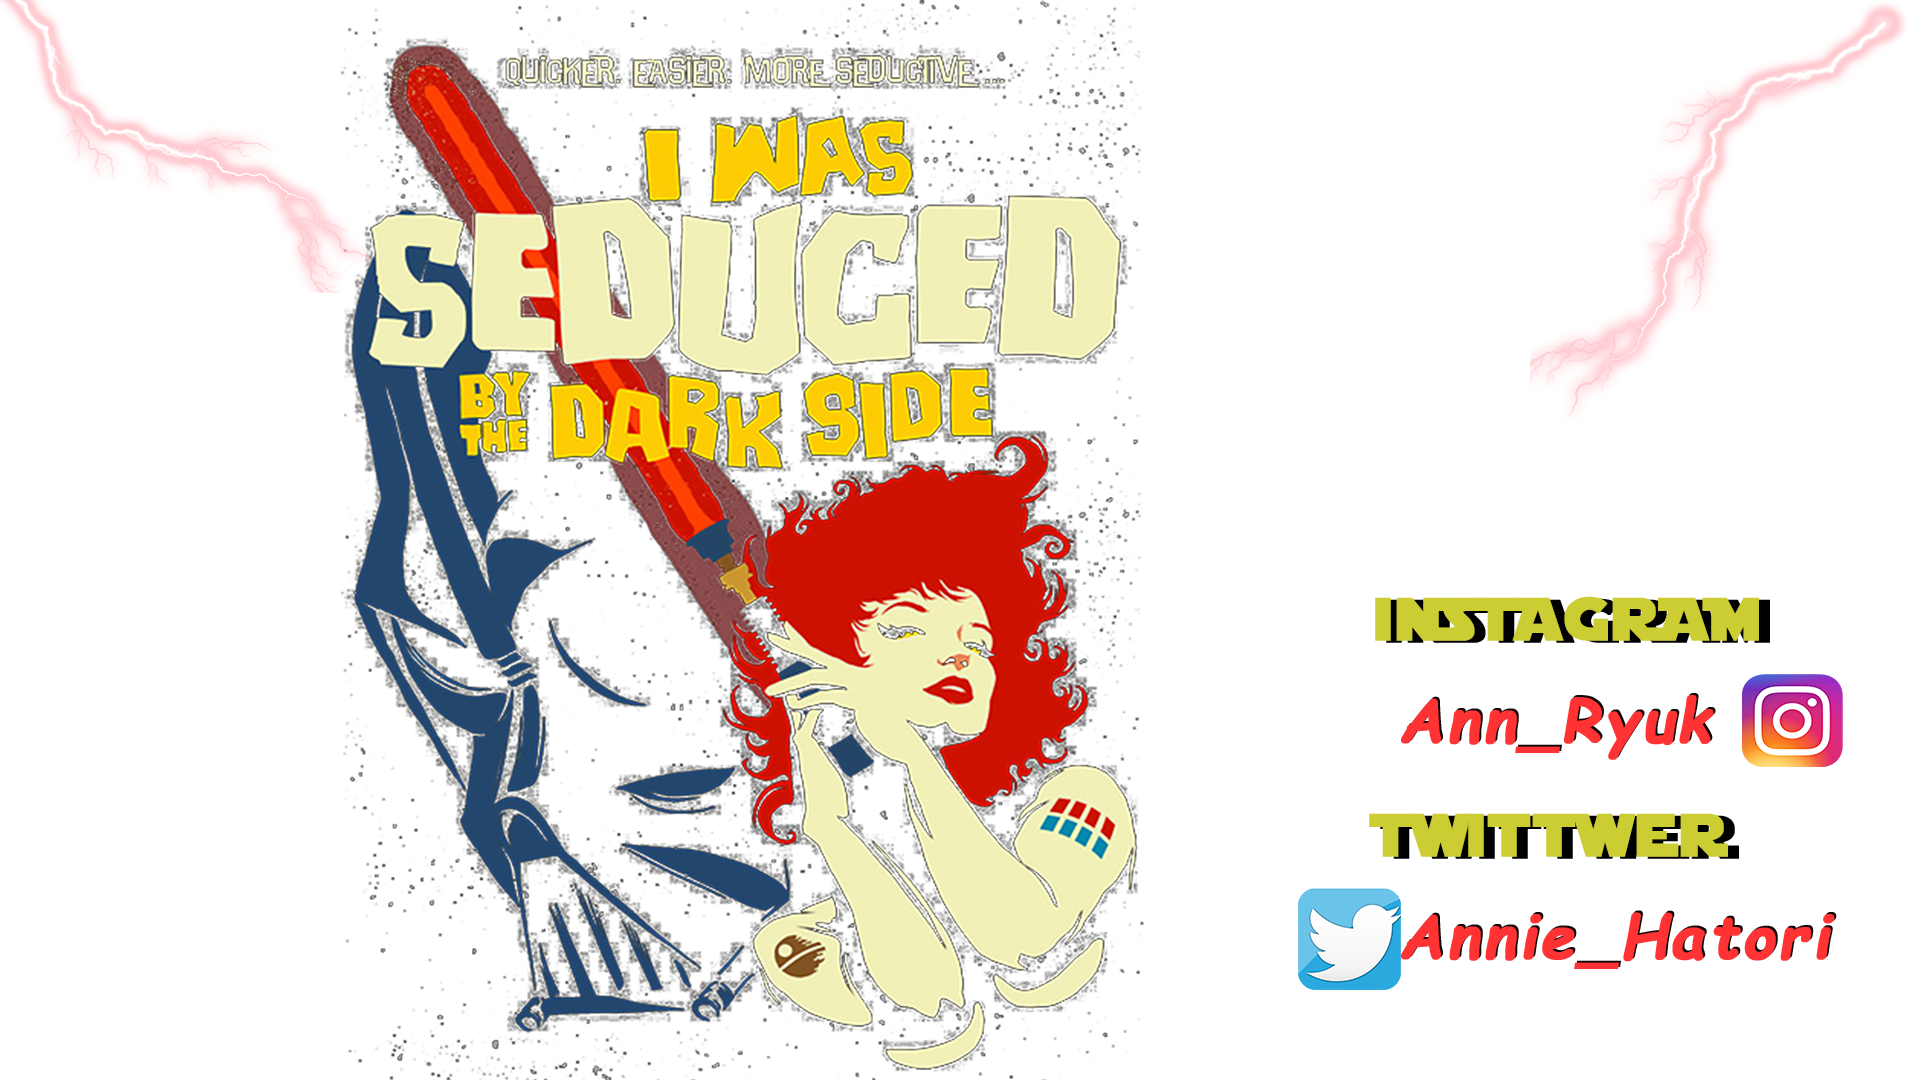 QUICKER. EASIER. MORE SEDUCTIVE...
I WAS
SEDUCED
BY THE DARK SIDE
INSTAGRAM
Ann_Ryuk
TWITTWER
Annie_Hatori